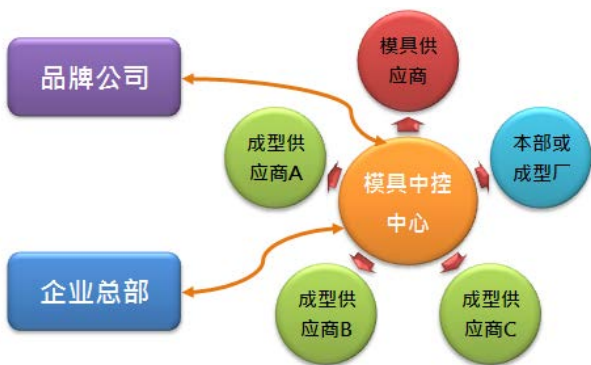 品牌公司
模具供
应商
成型供
应商A
本部或
成型厂
模具中控
中心
企业总部
成型供
应商B
成型供
应商C